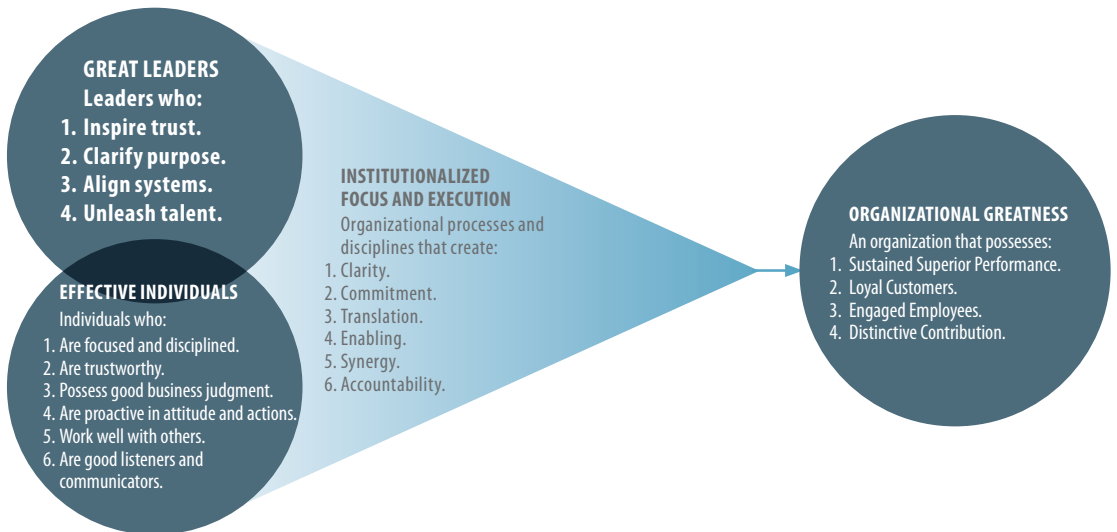 GREAT LEADERS
Leaders who:
1. Inspire trust.
2. Clarify purpose.
3. Align systems.
4. Unleash talent.
EFFECTIVE INDIVIDUALS
Individuals who:
1. Are focused and disciplined.
2. Are trustworthy.
3. Possess good business judgment.
4. Are proactive in attitude and actions.
5. Work well with others.
6. Are good listeners and
communicators.
INSTITUTIONALIZED
FOCUS AND EXECUTION
Organizational processes and
disciplines that create:
1. Clarity.
2. Commitment.
3. Translation.
4. Enabling.
5. Synergy.
6. Accountability.
ORGANIZATIONAL GREATNESS
An organization that possesses:
1. Sustained Superior Performance.
2. Loyal Customers.
3. Engaged Employees.
4. Distinctive Contribution.